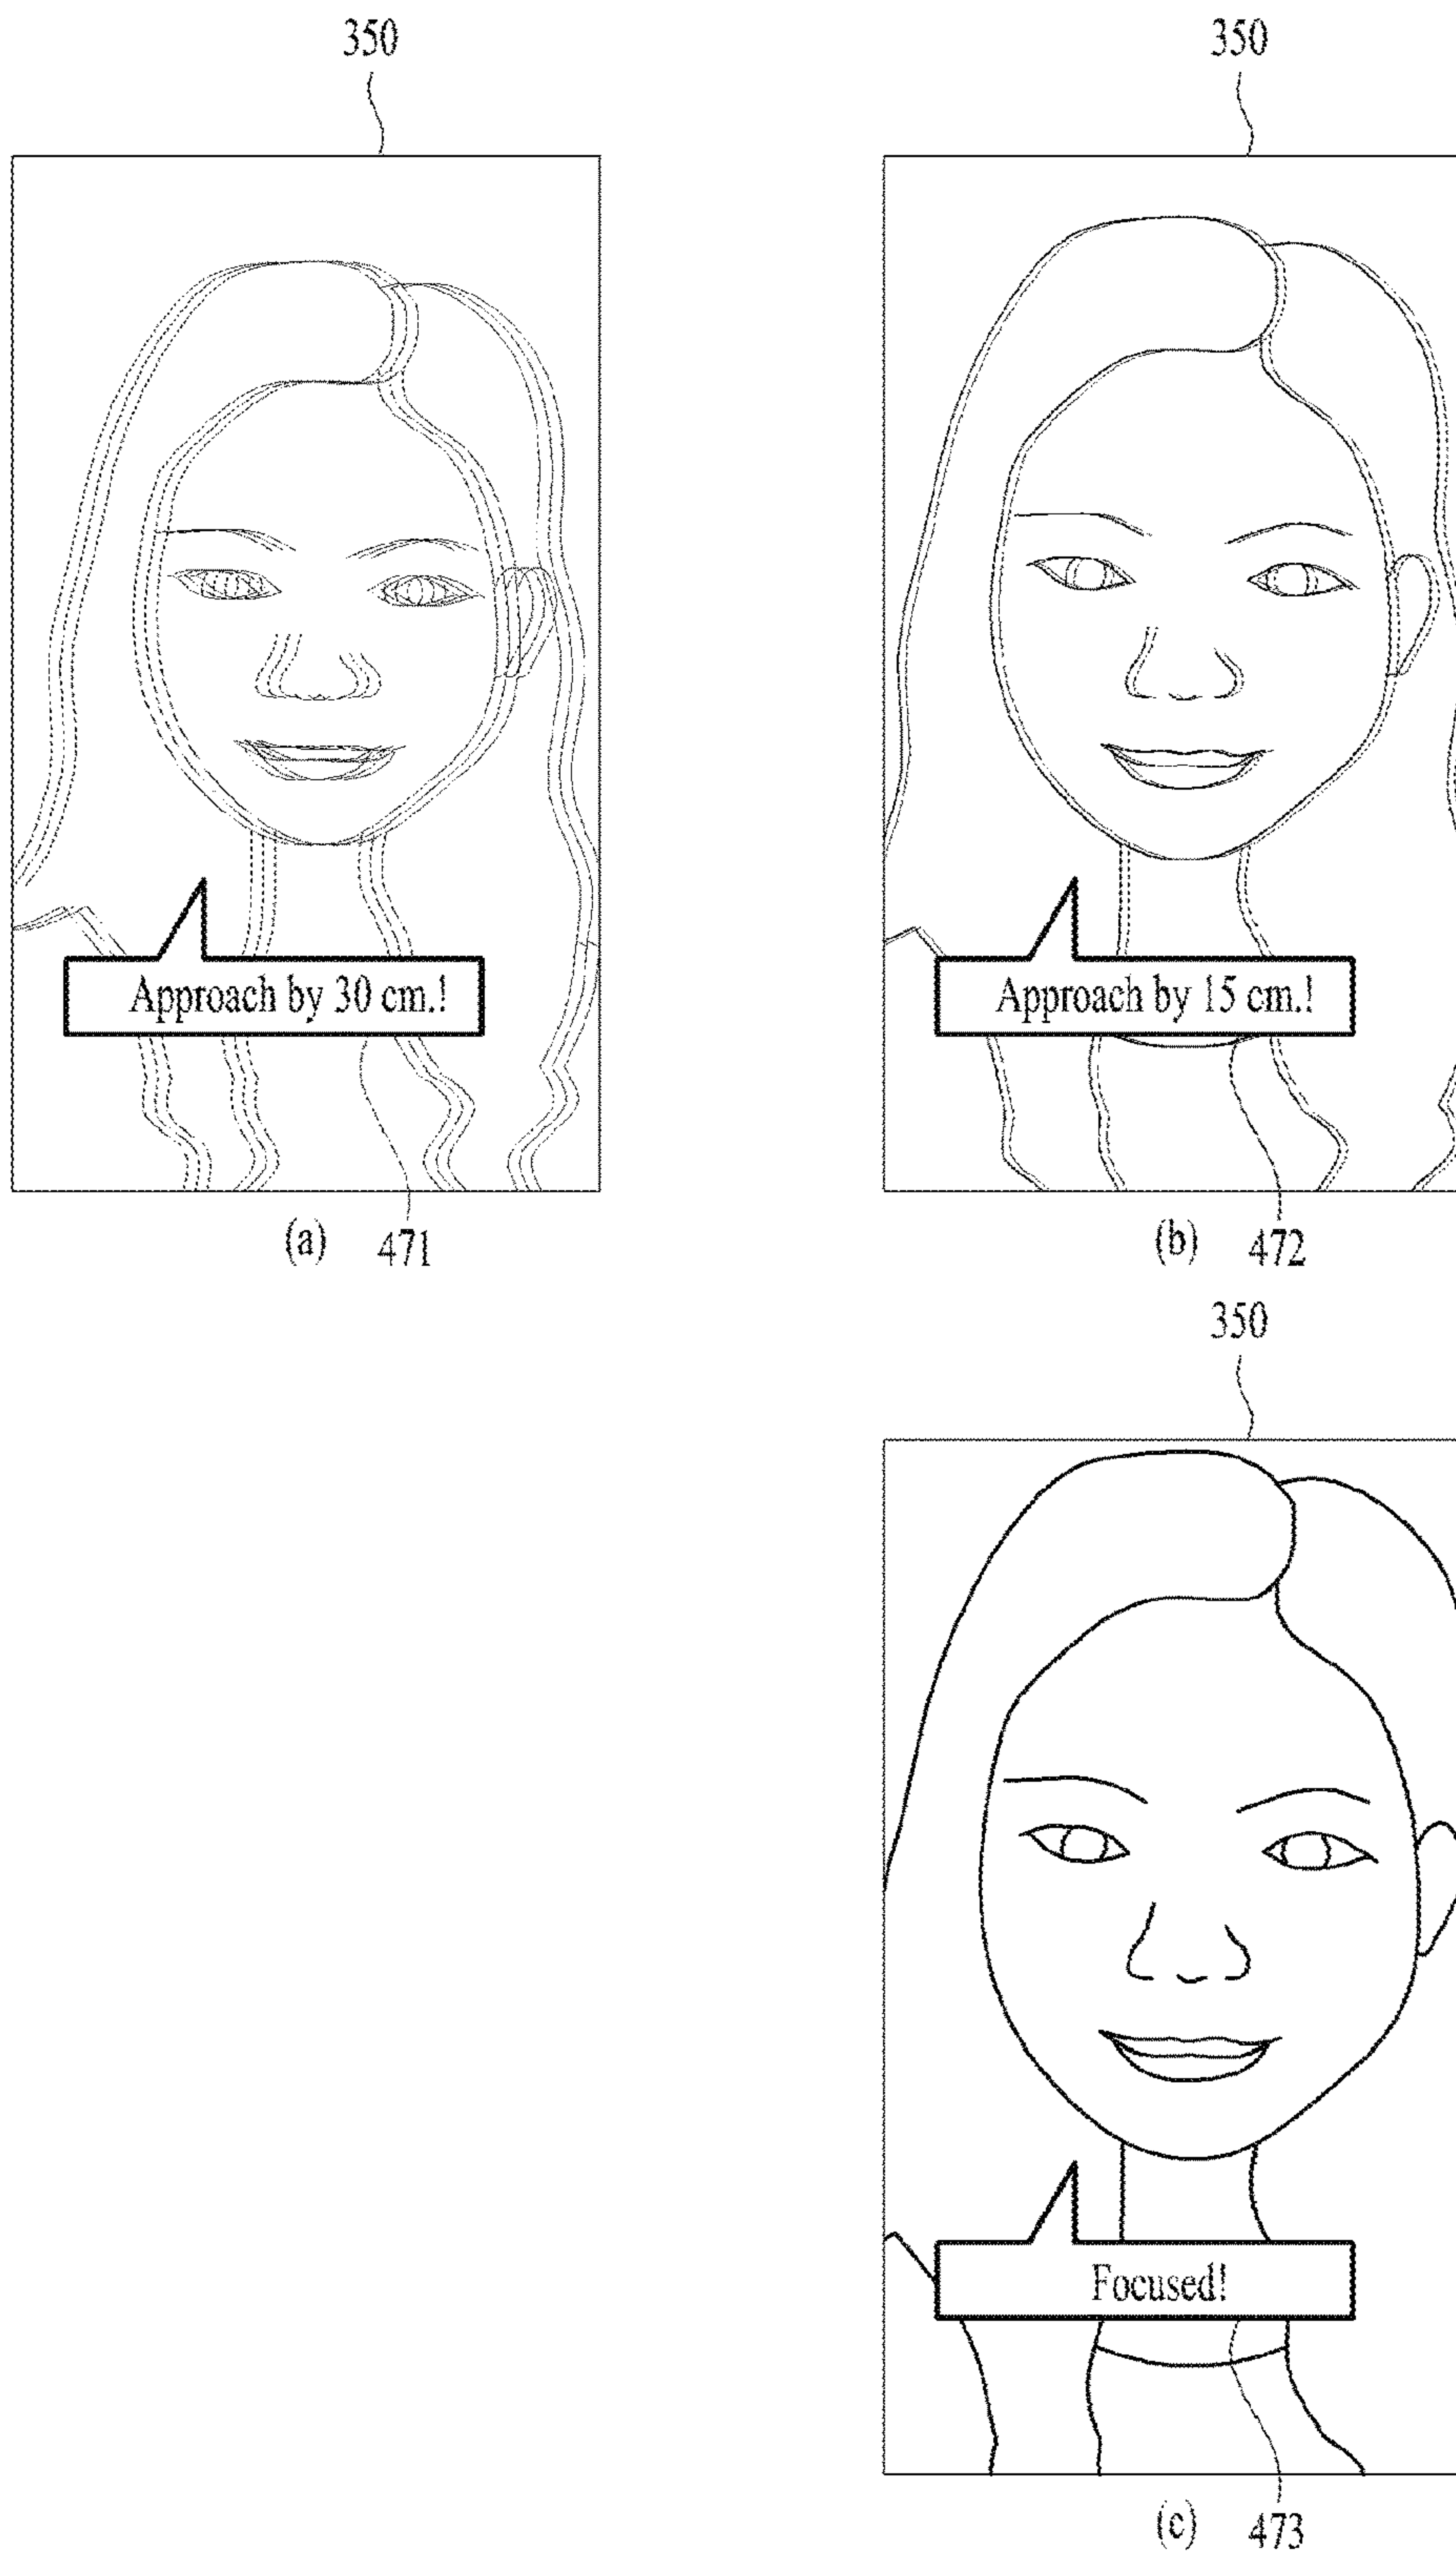 350
350
Approach by 30 cm.!
Approach by 15 cm.!
(a) 471
(b) 472
350
Focused!
(c) 473